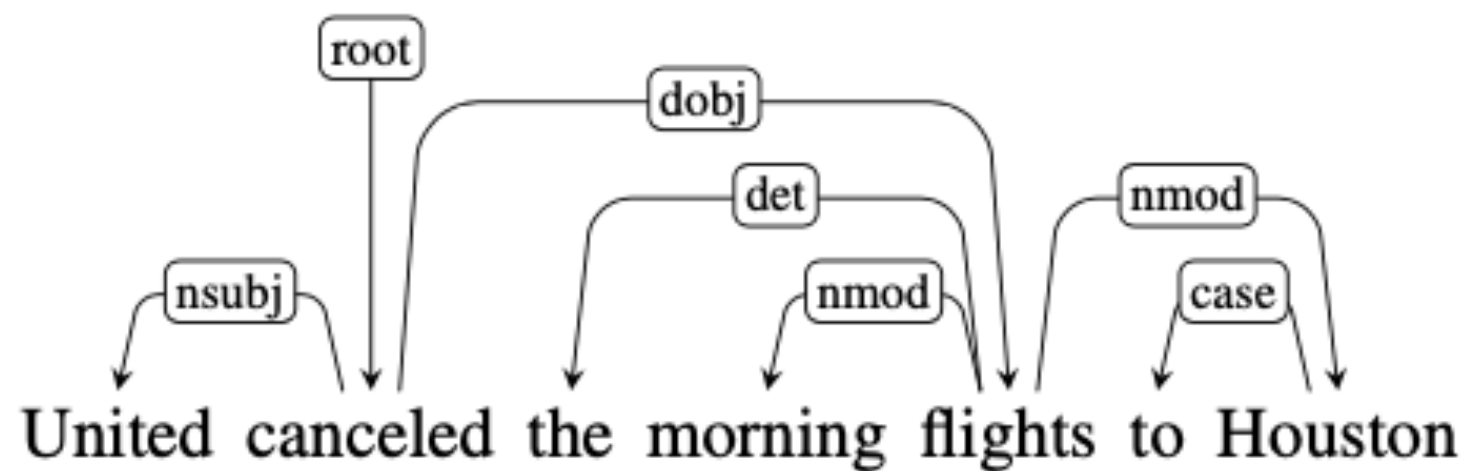 root
dobj
det nmod
nsubj nmod case
United canceled the morning flights to Houston